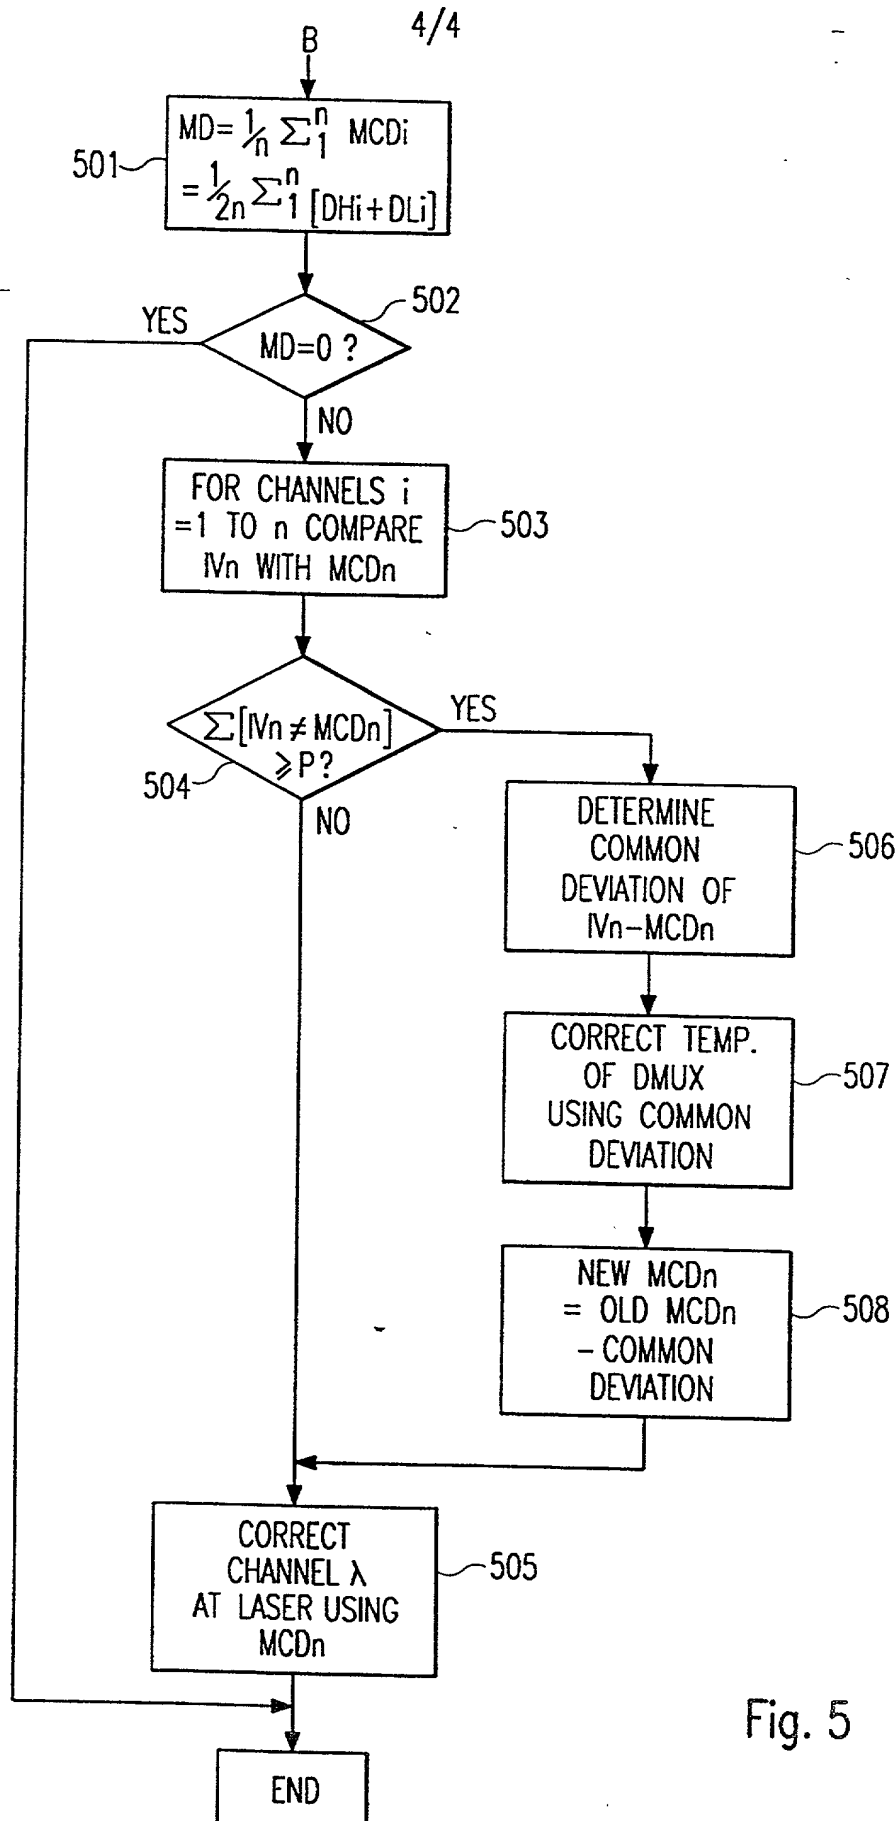 4/4
B
MD= 1/n Σ1n MCDi
= 1/2n Σ1n [DHi+DLi]
501
502
YES
MD=0 ?
NO
FOR CHANNELS i
=1 TO n COMPARE
IVn WITH MCDn
503
Σ[IVn ≠ MCDn]
⩾P?
504
YES
NO
DETERMINE
COMMON
DEVIATION OF
IVn-MCDn
506
CORRECT TEMP.
OF DMUX
USING COMMON
DEVIATION
507
NEW MCDn
= OLD MCDn
- COMMON
DEVIATION
508
CORRECT
CHANNEL λ
AT LASER USING
MCDn
505
END
Fig. 5